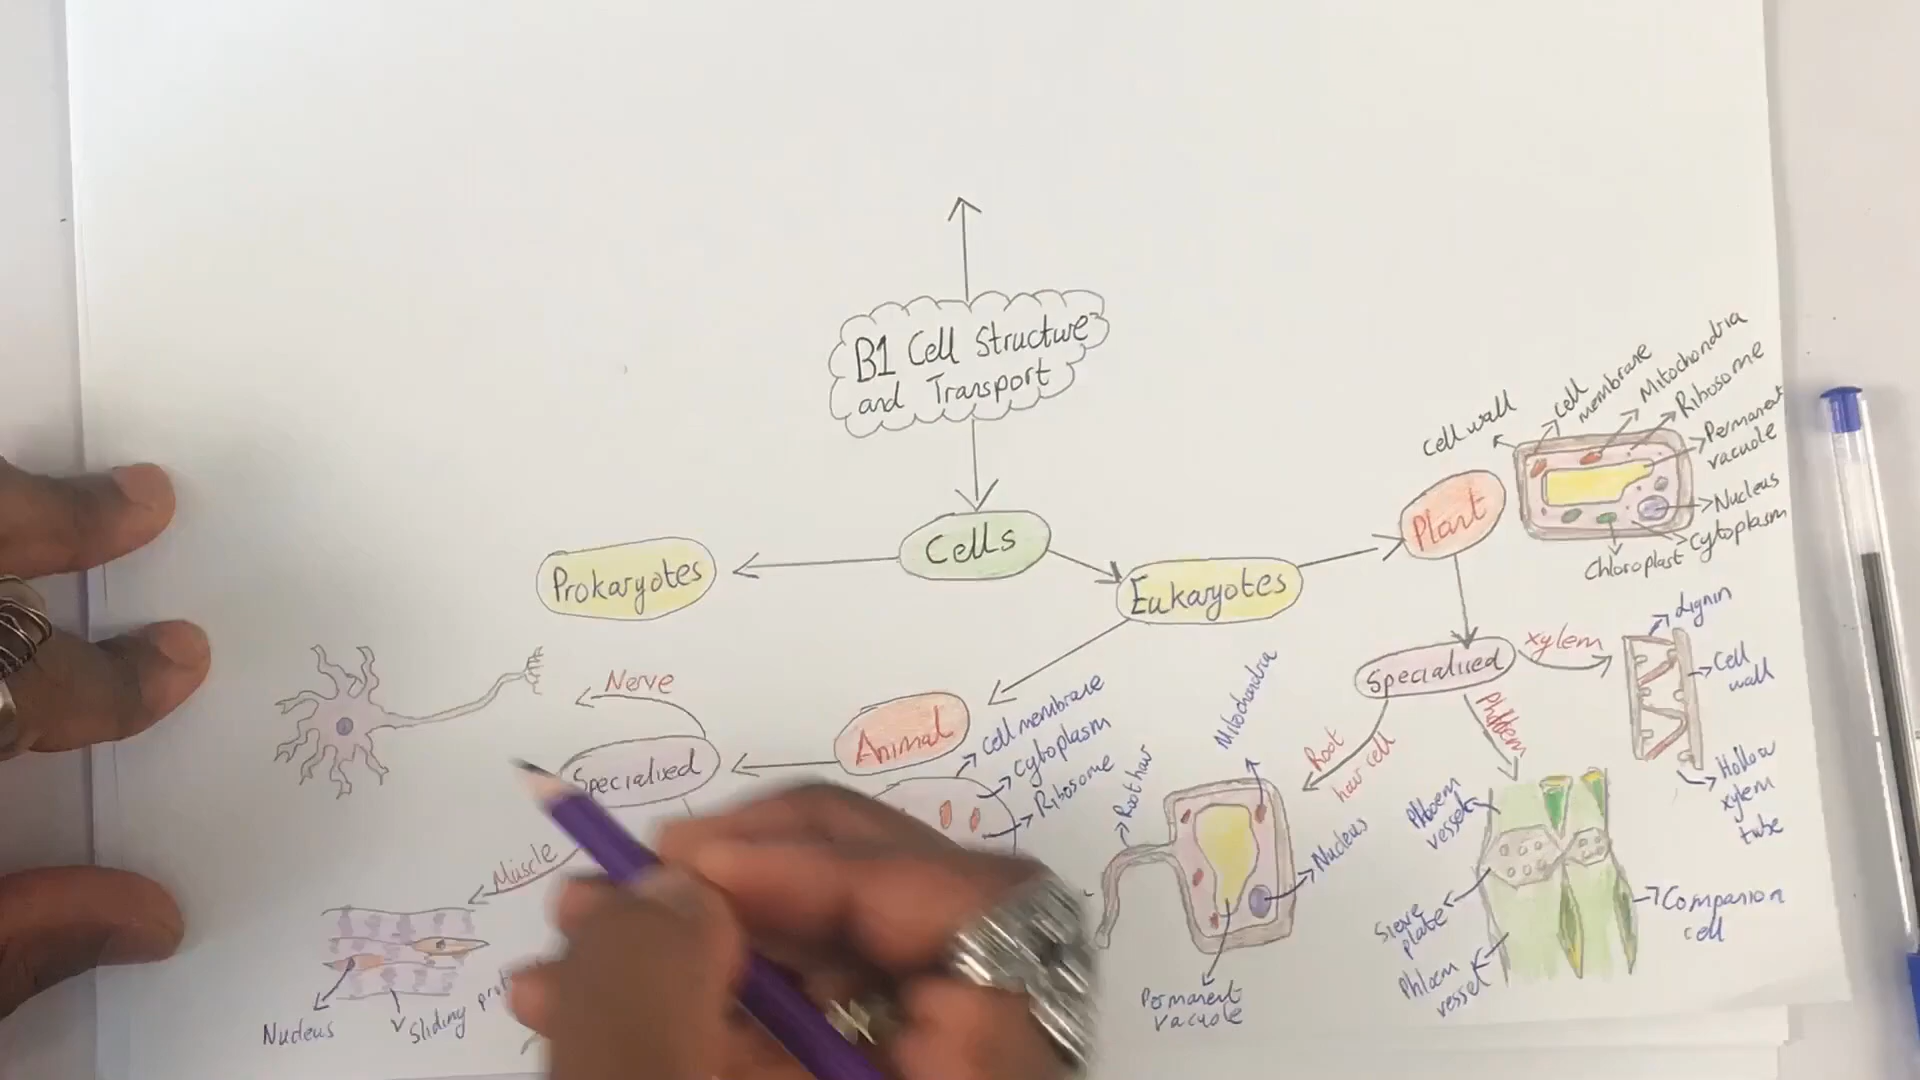 B1 Cell Structure
and Transport
Cells
Prokaryotes
Eukaryotes
Plant
Cell wall
Cell
membrane
Mitochondria
Ribosome
Permanent
vacuole
Nucleus
Cytoplasm
Chloroplast
Specialised
xylem
Lignin
Cell
wall
Hollow
xylem
tube
Phloem
Phloem
vessel
Sieve
plate
Phloem
vessel
Companion
cell
Root
hair cell
Mitochondria
Root hair
Nucleus
Permanent
vacuole
Animal
Cell membrane
Cytoplasm
Ribosome
Specialised
Nerve
Muscle
Nucleus
Sliding